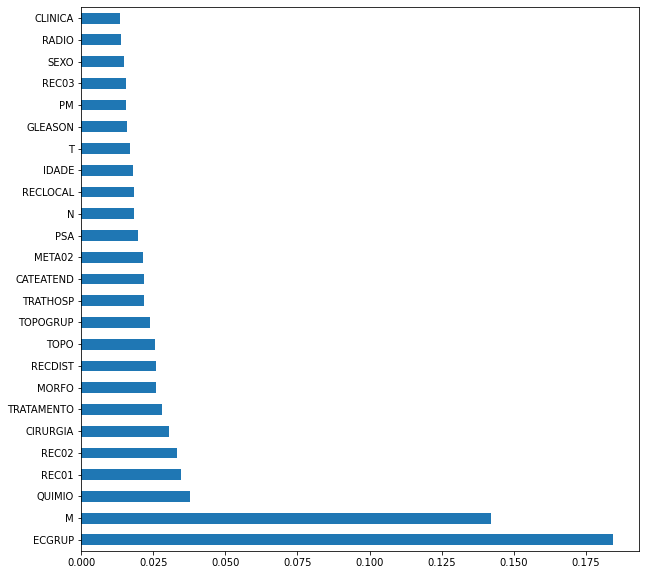 CLINICA
RADIO
SEXO
REC03
PM
GLEASON
T
IDADE
RECLOCAL
N
PSA
META02
CATEATEND
TRATHOSP
TOPOGRUP
TOPO
RECDIST
MORFO
TRATAMENTO
CIRURGIA
REC02
REC01
QUIMIO
M
ECGRUP
0.000 0.025 0.050 0.075 0.100 0.125 0.150 0.175